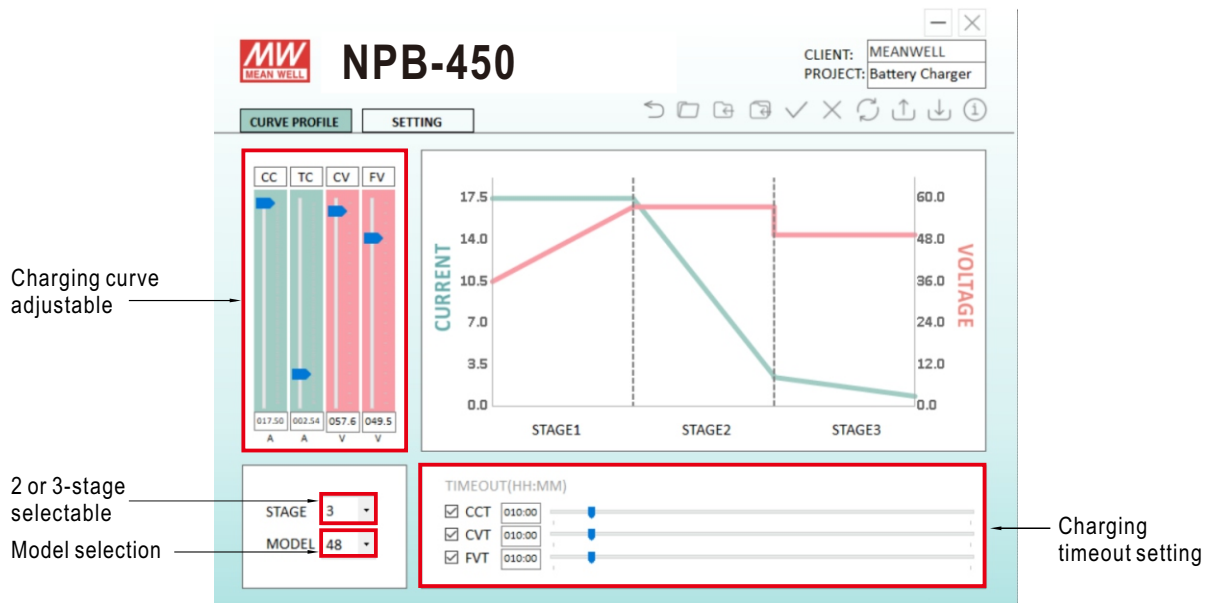 MW
MEAN WELL
NPB-450
CLIENT: MEANWELL
PROJECT: Battery Charger
CURVE PROFILE
SETTING
CC TC CV FV
017.50 002.54 057.6 049.5
A A V V
Charging curve
adjustable
CURRENT
17.5
14.0
10.5
7.0
3.5
0.0
60.0
48.0
36.0
24.0
12.0
0.0
VOLTAGE
STAGE1 STAGE2 STAGE3
2 or 3-stage
selectable
Model selection
STAGE 3
MODEL 48
TIMEOUT(HH:MM)
CCT 010:00
CVT 010:00
FVT 010:00
Charging
timeout setting